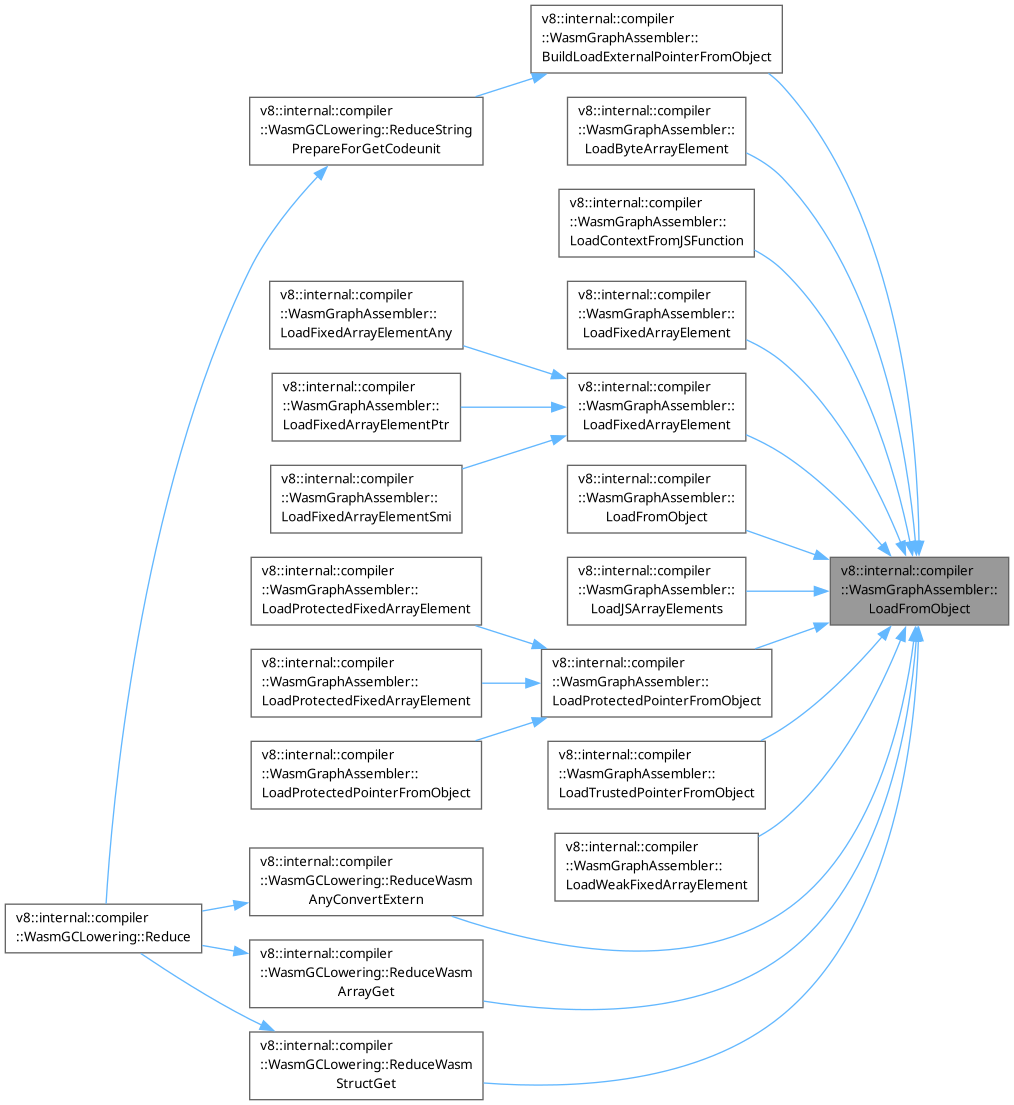 v8::internal::compiler
::WasmGraphAssembler::
BuildLoadExternalPointerFromObject
v8::internal::compiler
::WasmGCLowering::ReduceString
PrepareForGetCodeunit
v8::internal::compiler
::WasmGraphAssembler::
LoadByteArrayElement
v8::internal::compiler
::WasmGraphAssembler::
LoadContextFromJSFunction
v8::internal::compiler
::WasmGraphAssembler::
LoadFixedArrayElementAny
v8::internal::compiler
::WasmGraphAssembler::
LoadFixedArrayElement
v8::internal::compiler
::WasmGraphAssembler::
LoadFixedArrayElementPtr
v8::internal::compiler
::WasmGraphAssembler::
LoadFixedArrayElement
v8::internal::compiler
::WasmGraphAssembler::
LoadFixedArrayElementSmi
v8::internal::compiler
::WasmGraphAssembler::
LoadFromObject
v8::internal::compiler
::WasmGraphAssembler::
LoadProtectedFixedArrayElement
v8::internal::compiler
::WasmGraphAssembler::
LoadJSArrayElements
v8::internal::compiler
::WasmGraphAssembler::
LoadFromObject
v8::internal::compiler
::WasmGraphAssembler::
LoadProtectedFixedArrayElement
v8::internal::compiler
::WasmGraphAssembler::
LoadProtectedPointerFromObject
v8::internal::compiler
::WasmGraphAssembler::
LoadProtectedPointerFromObject
v8::internal::compiler
::WasmGraphAssembler::
LoadTrustedPointerFromObject
v8::internal::compiler
::WasmGraphAssembler::
LoadWeakFixedArrayElement
v8::internal::compiler
::WasmGCLowering::ReduceWasm
AnyConvertExtern
v8::internal::compiler
::WasmGCLowering::Reduce
v8::internal::compiler
::WasmGCLowering::ReduceWasm
ArrayGet
v8::internal::compiler
::WasmGCLowering::ReduceWasm
StructGet